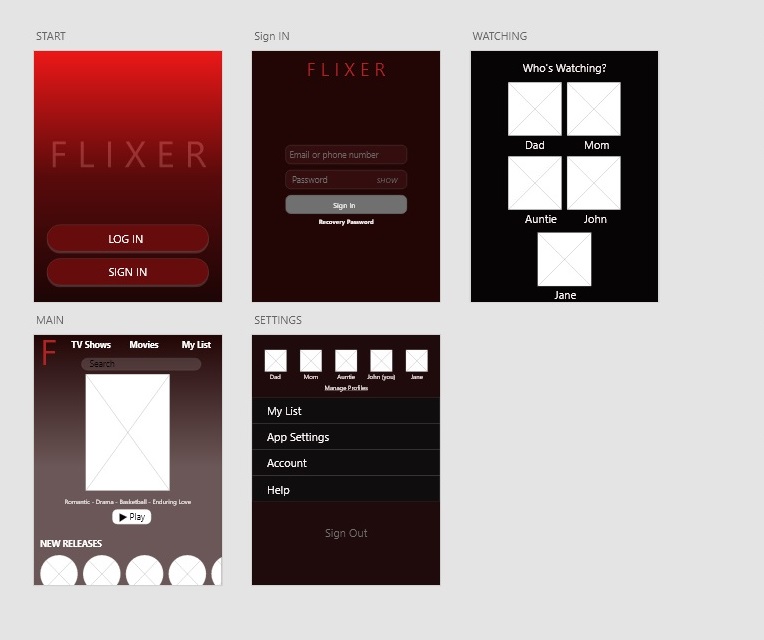 START
FLIXER
LOG IN
SIGN IN
Sign IN
FLIXER
Email or phone number
Password SHOW
Sign In
Recovery Password
WATCHING
Who's Watching?
Dad Mom
Auntie John
Jane
MAIN
F TV Shows Movies My List
Search
Romantic - Drama - Basketball - Enduring Love
▶ Play
NEW RELEASES
SETTINGS
Dad Mom Auntie John (you) Jane
Manage Profiles
My List
App Settings
Account
Help
Sign Out